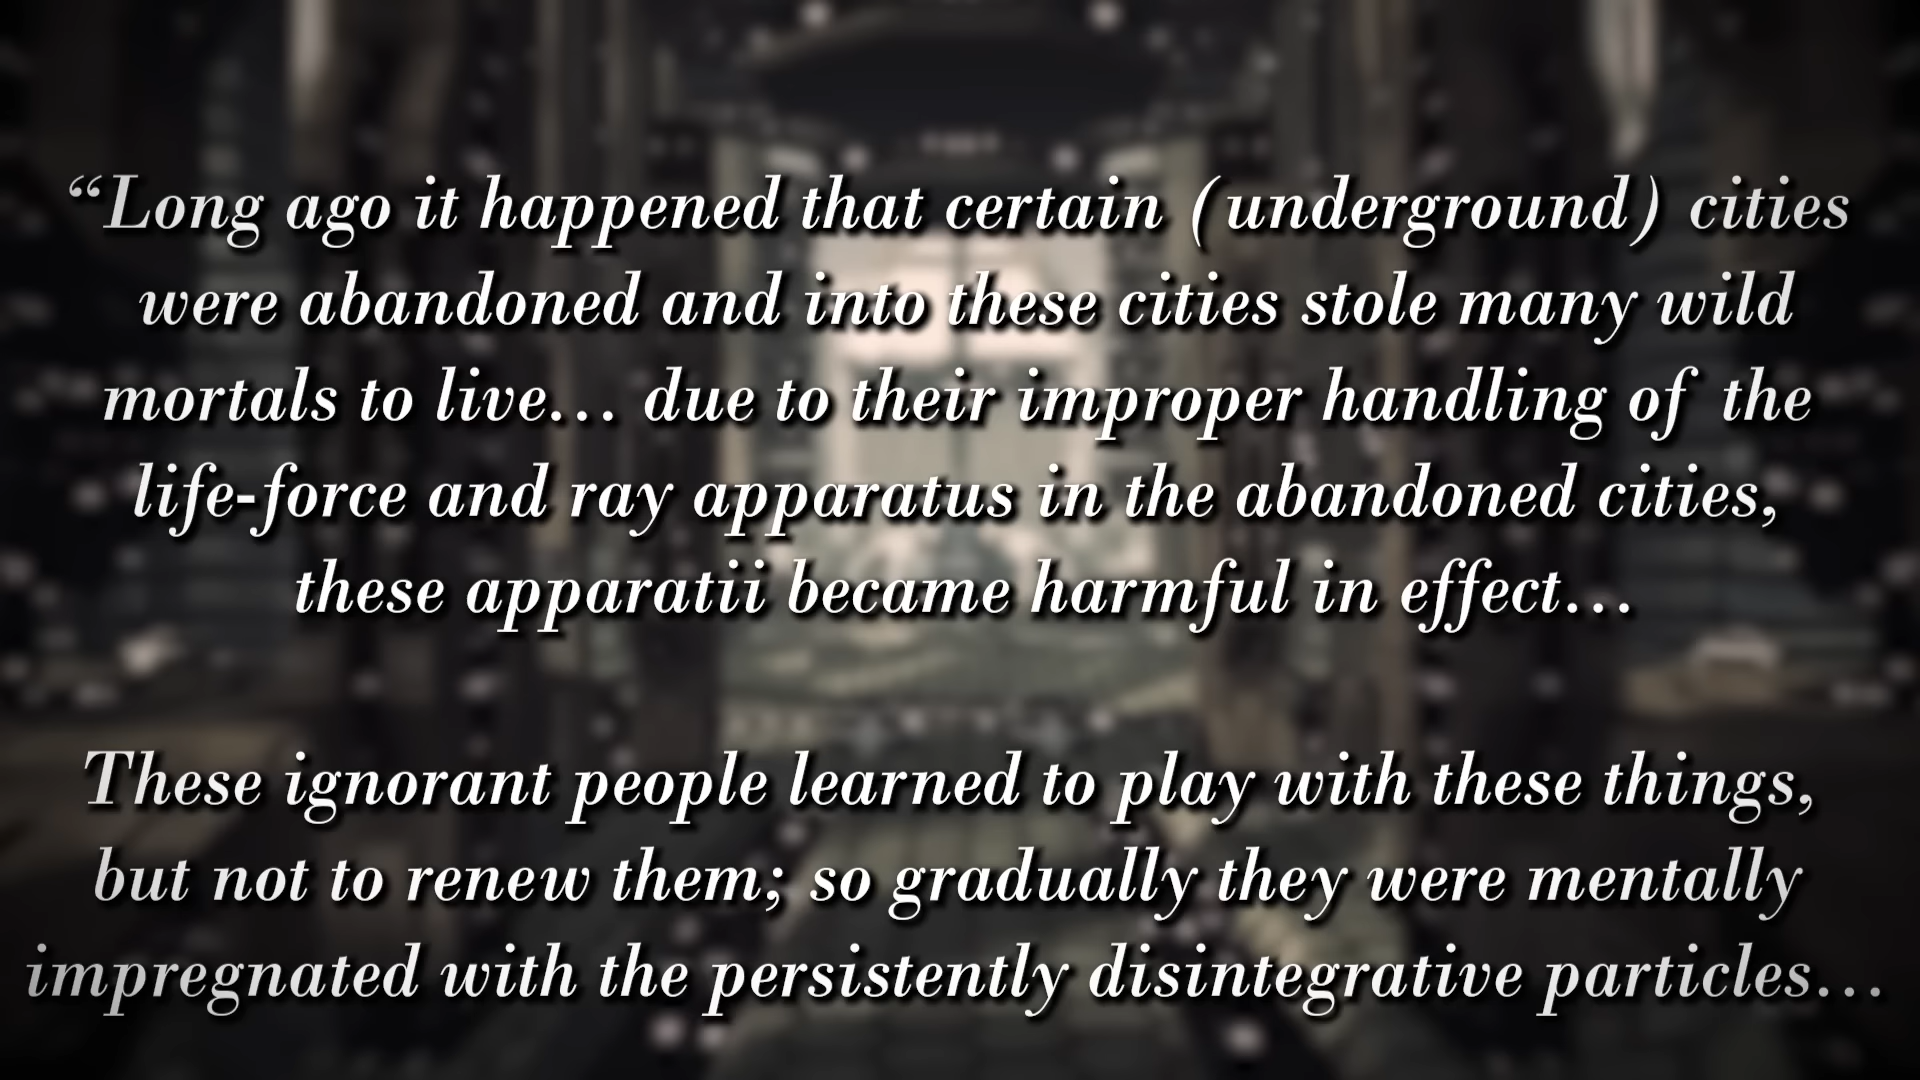 “Long ago it happened that certain (underground) cities
were abandoned and into these cities stole many wild
mortals to live… due to their improper handling of the
life-force and ray apparatus in the abandoned cities,
these apparatii became harmful in effect…
These ignorant people learned to play with these things,
but not to renew them; so gradually they were mentally
impregnated with the persistently disintegrative particles…